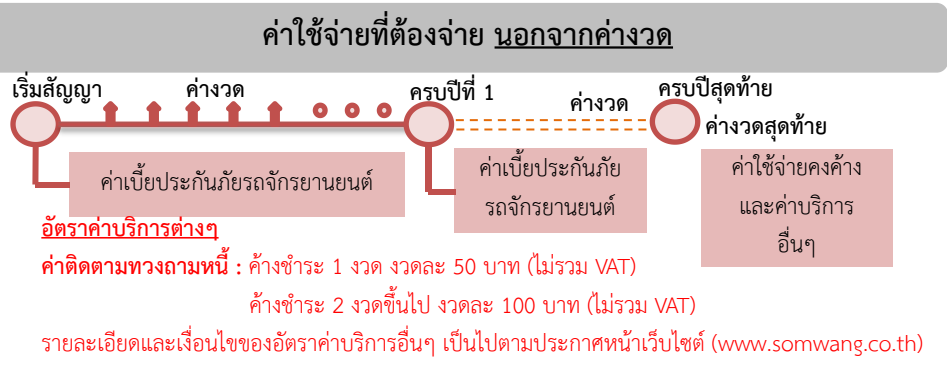 ค่าใช้จ่ายที่ต้องจ่าย นอกจากค่างวด
เริ่มสัญญา ค่างวด ครบปีที่ 1 ค่างวด ครบปีสุดท้าย
ค่างวดสุดท้าย
ค่าเบี้ยประกันภัยรถจักรยานยนต์
ค่าเบี้ยประกันภัย
รถจักรยานยนต์
ค่าใช้จ่ายคงค้าง
และค่าบริการ
อื่นๆ
อัตราค่าบริการต่างๆ
ค่าติดตามทวงถามหนี้ : ค้างชำระ 1 งวด งวดละ 50 บาท (ไม่รวม VAT)
ค้างชำระ 2 งวดขึ้นไป งวดละ 100 บาท (ไม่รวม VAT)
รายละเอียดและเงื่อนไขของอัตราค่าบริการอื่นๆ เป็นไปตามประกาศหน้าเว็บไซต์ (www.somwang.co.th)